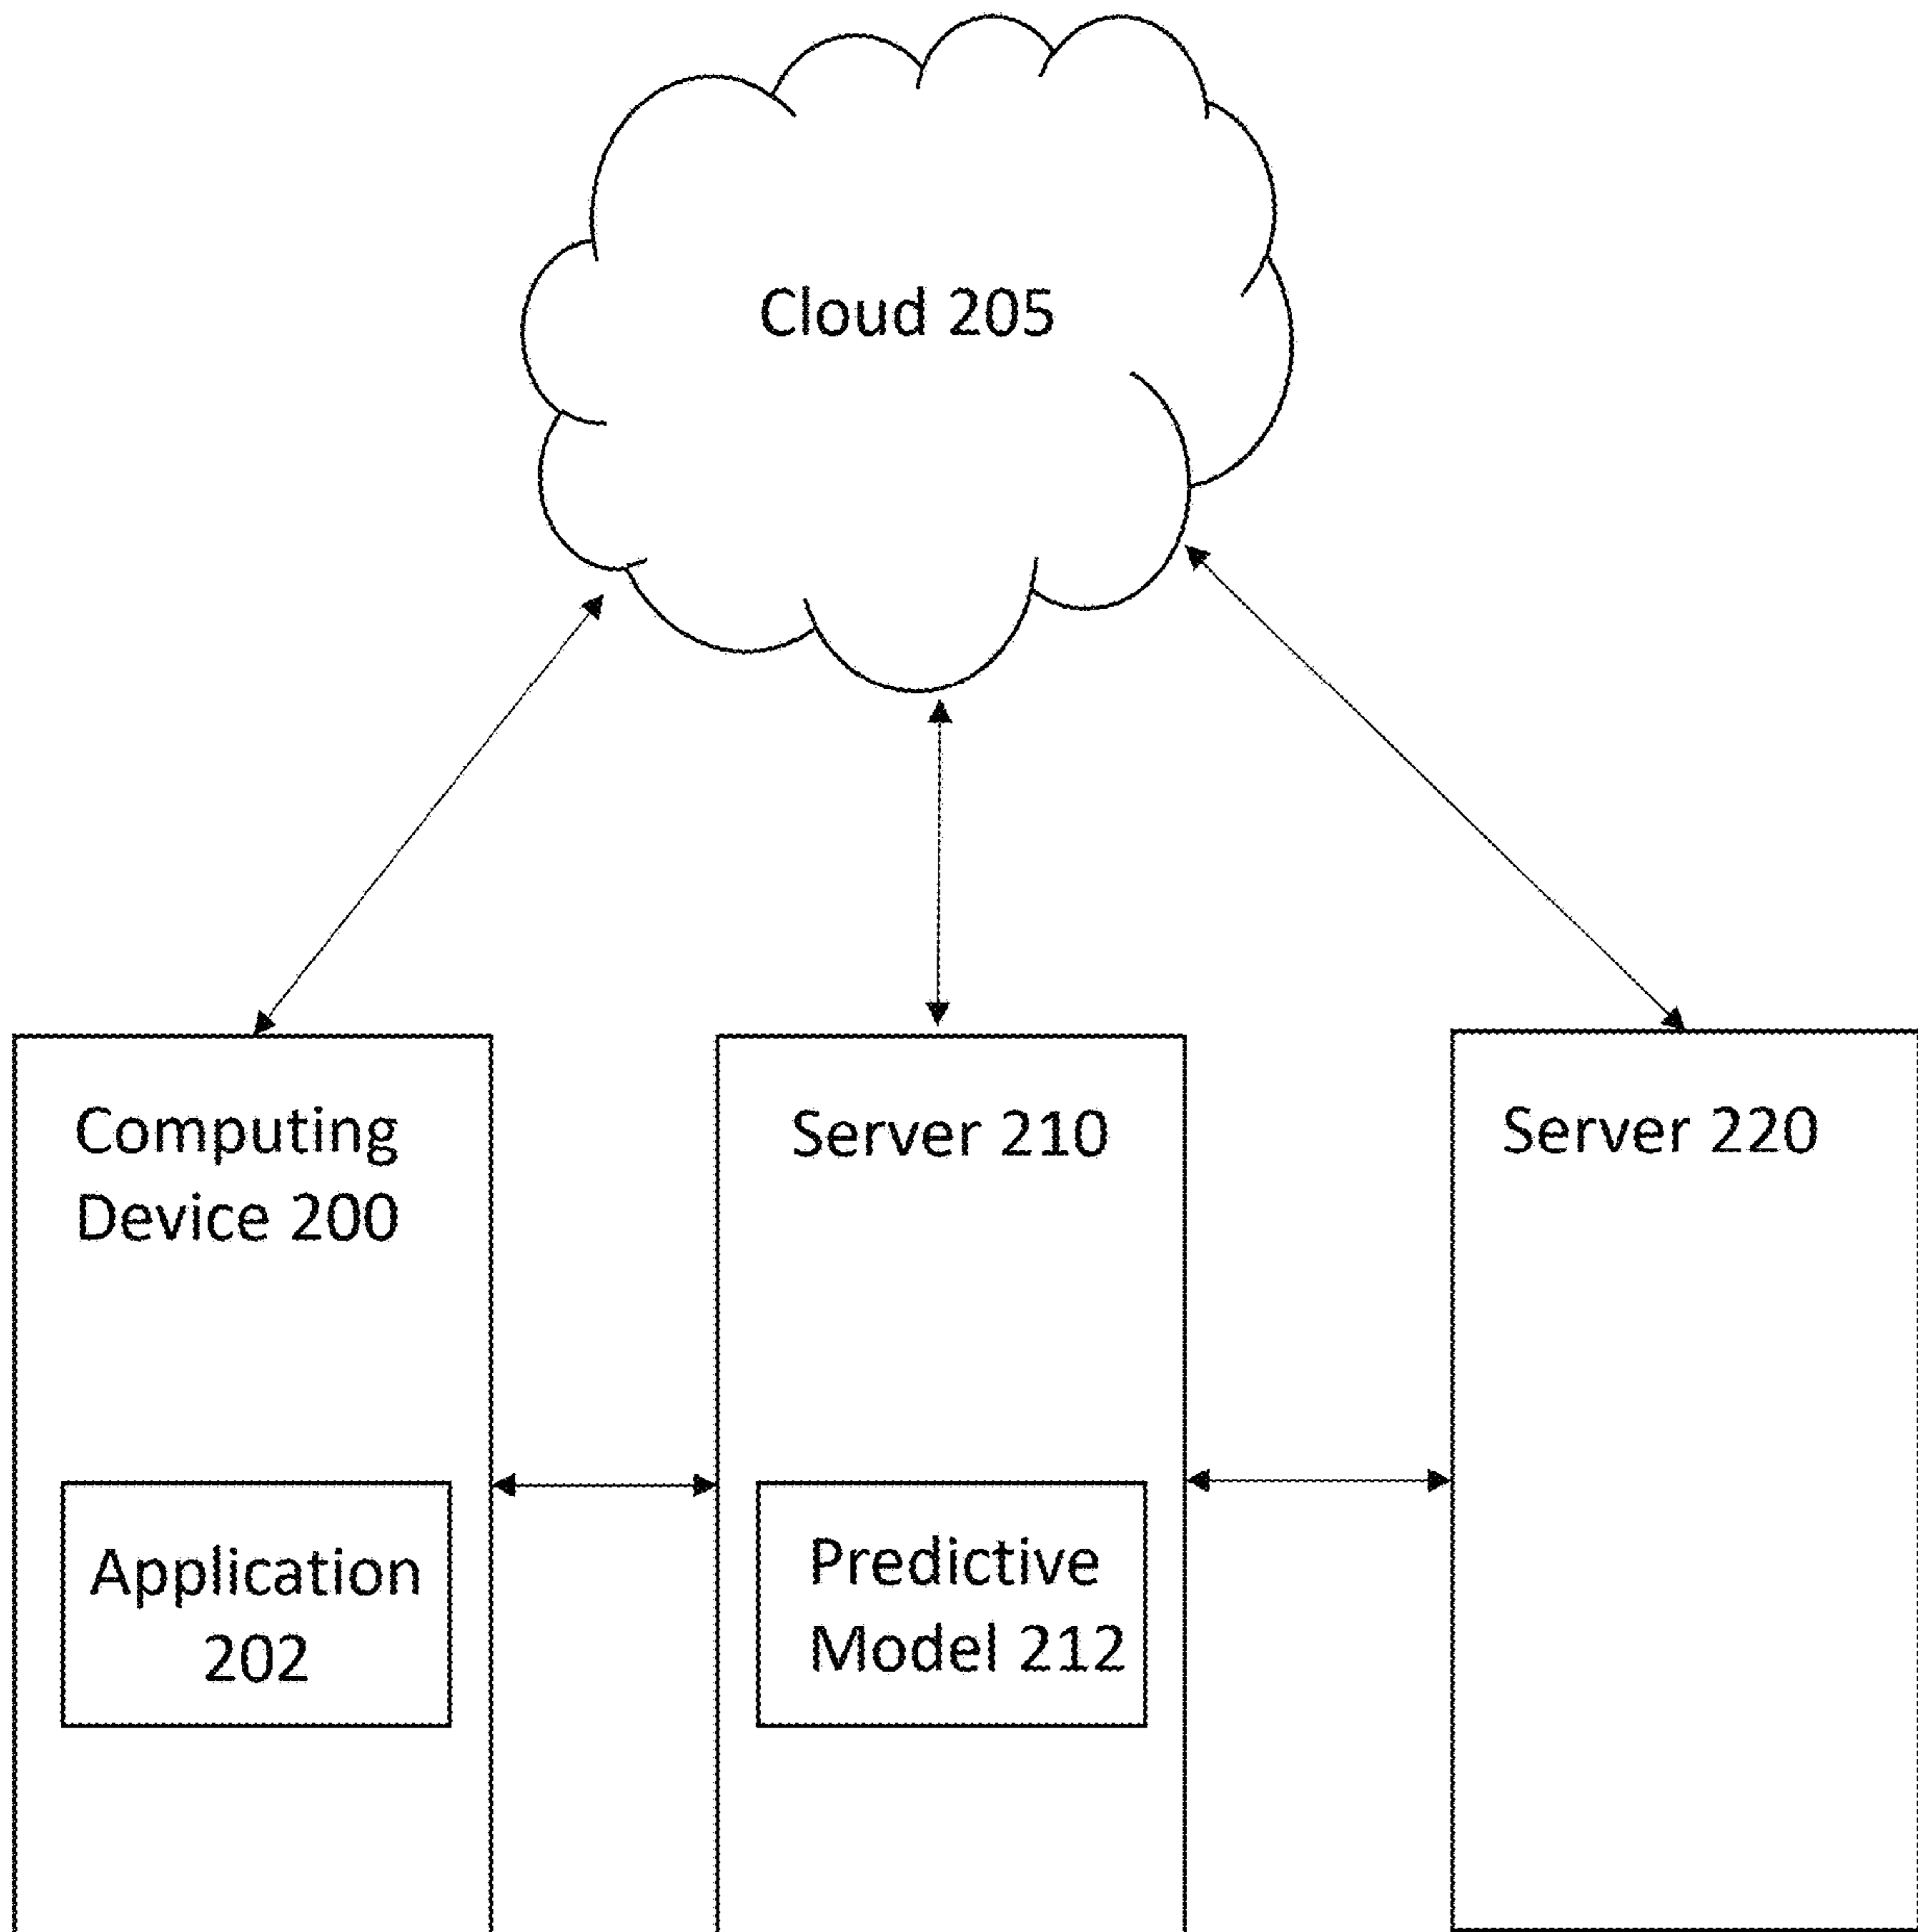 Cloud 205
Computing
Device 200
Application
202
Server 210
Predictive
Model 212
Server 220